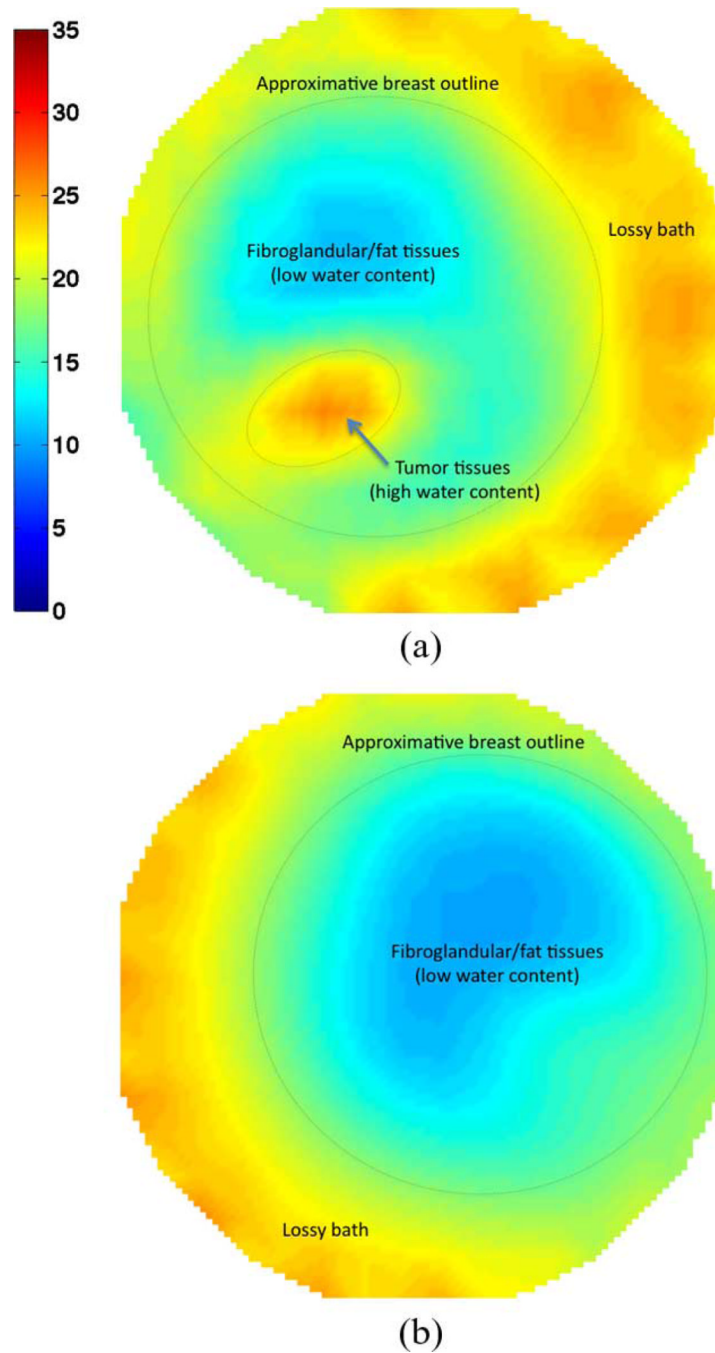 35
30
25
20
15
10
5
0
Approximative breast outline
Lossy bath
Fibroglandular/fat tissues
(low water content)
Tumor tissues
(high water content)
(a)
Approximative breast outline
Fibroglandular/fat tissues
(low water content)
Lossy bath
(b)